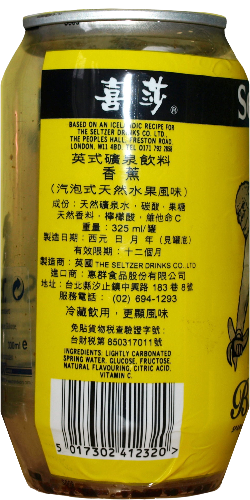 喜莎®
BASED ON AN ICELANDIC RECIPE FOR
THE SELTZER DRINKS CO. LTD.
THE PEOPLES HALL, FRESTON ROAD
LONDON, W11 4BD TEL 0171 792
英式礦泉飲料
香蕉
(汽泡式天然水果風味)
成份：天然礦泉水，碳酸，果糖
天然香料，檸檬酸，維他命C
重量：325 ml/罐
製造日期：西元 日 月 年 (見罐底)
有效期限：十二個月
製造商：英國 THE SELTZER DRINKS CO. LTD
進口商：惠群食品股份有限公司
地址：台北縣汐止鎮中興路 183 巷 8號
服務電話：(02) 694-1293
冷藏飲用，更顯風味
免貼貨物稅查驗證字號：
台財稅第 850317011號
INGREDIENTS: LIGHTLY CARBONATED
SPRING WATER, GLUCOSE, FRUCTOSE,
NATURAL FLAVOURING, CITRIC ACID,
VITAMIN C.
5 017302 412320
S
B